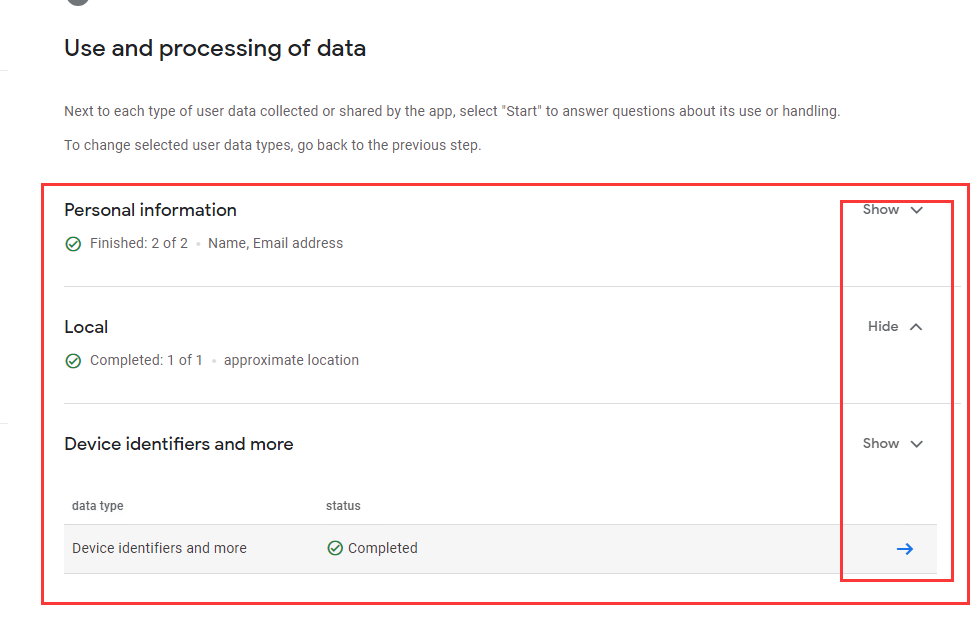 Use and processing of data
Next to each type of user data collected or shared by the app, select "Start" to answer questions about its use or handling.
To change selected user data types, go back to the previous step.
Personal information
Show
Finished: 2 of 2 • Name, Email address
Local
Hide
Completed: 1 of 1 • approximate location
Device identifiers and more
Show
data type status
Device identifiers and more Completed